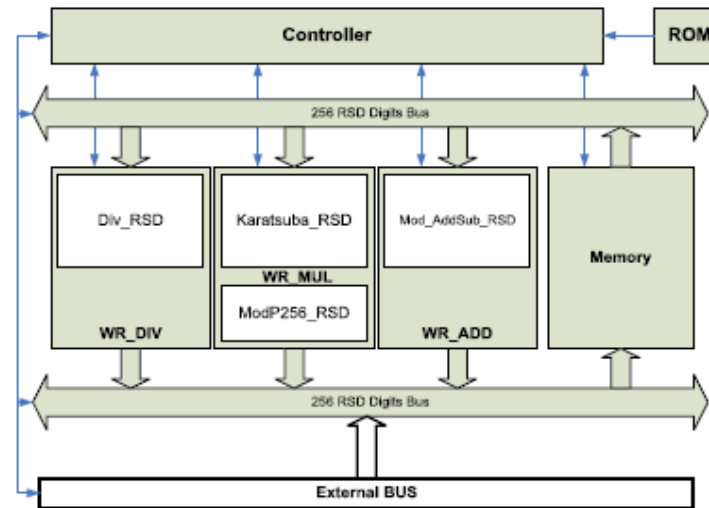 Controller
ROM
256 RSD Digits Bus
Div_RSD
Karatsuba_RSD
Mod_AddSub_RSD
Memory
WR_MUL
ModP256_RSD
WR_DIV
WR_ADD
256 RSD Digits Bus
External BUS